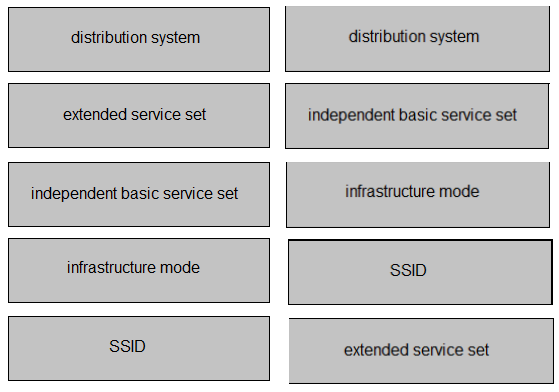 distribution system
extended service set
independent basic service set
infrastructure mode
SSID
distribution system
independent basic service set
infrastructure mode
SSID
extended service set